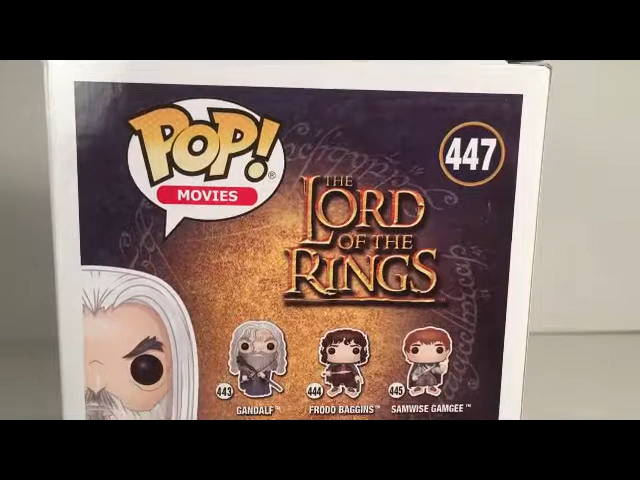 POP!®
MOVIES
447
THE
LORD
OF THE
RINGS
443
GANDALF™
444
FRODO BAGGINS™
445
SAMWISE GAMGEE™